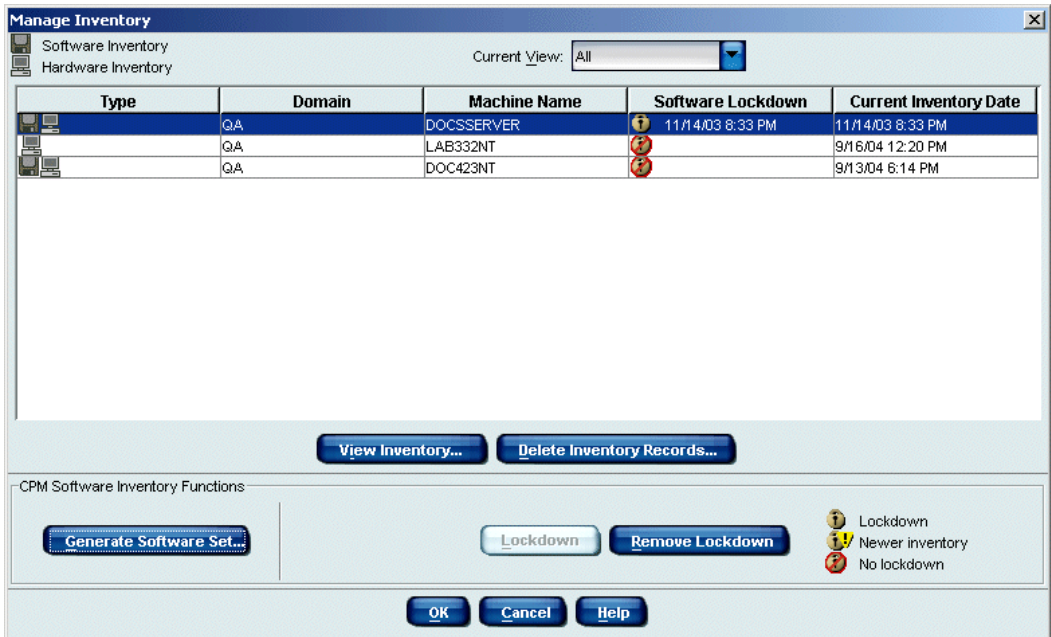 Manage Inventory
Software Inventory
Hardware Inventory
Current View: All
Type Domain Machine Name Software Lockdown Current Inventory Date
QA DOCSSERVER 11/14/03 8:33 PM 11/14/03 8:33 PM
QA LAB332NT 9/16/04 12:20 PM
QA DOC423NT 9/13/04 6:14 PM
View Inventory... Delete Inventory Records...
CPM Software Inventory Functions
Generate Software Set... Lockdown Remove Lockdown
Lockdown
Newer inventory
No lockdown
OK Cancel Help